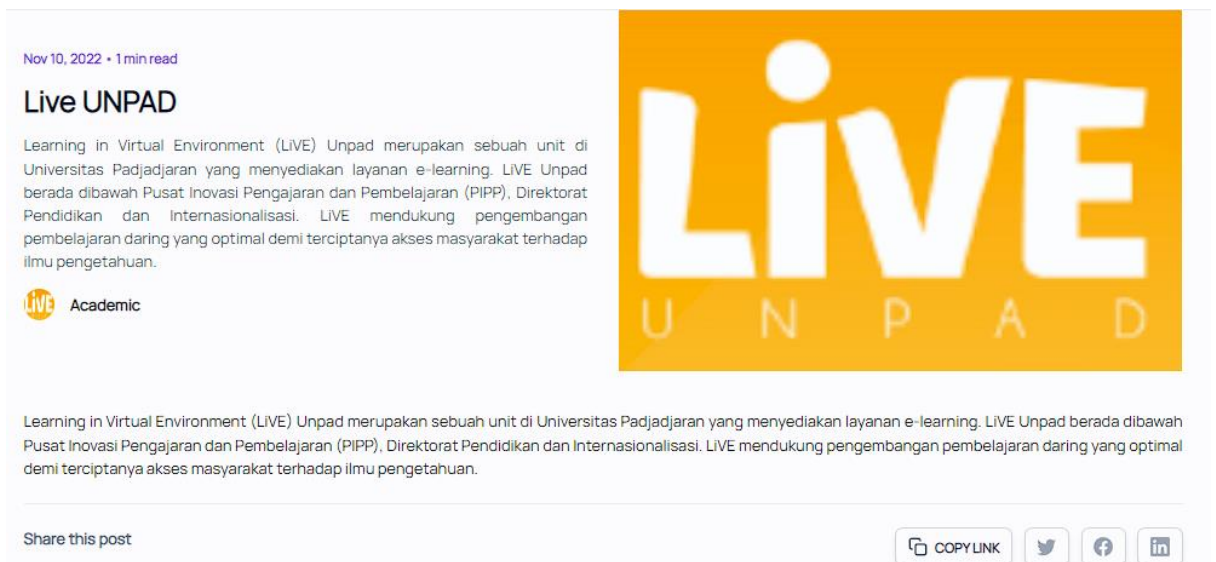 Nov 10, 2022 • 1 min read
Live UNPAD
Learning in Virtual Environment (LiVE) Unpad merupakan sebuah unit di
Universitas Padjadjaran yang menyediakan layanan e-learning. LiVE Unpad
berada dibawah Pusat Inovasi Pengajaran dan Pembelajaran (PIPP), Direktorat
Pendidikan dan Internasionalisasi. LiVE mendukung pengembangan
pembelajaran daring yang optimal demi terciptanya akses masyarakat terhadap
ilmu pengetahuan.
LiVE
Academic
LiVE
UNPAD
Learning in Virtual Environment (LiVE) Unpad merupakan sebuah unit di Universitas Padjadjaran yang menyediakan layanan e-learning. LiVE Unpad berada dibawah
Pusat Inovasi Pengajaran dan Pembelajaran (PIPP), Direktorat Pendidikan dan Internasionalisasi. LiVE mendukung pengembangan pembelajaran daring yang optimal
demi terciptanya akses masyarakat terhadap ilmu pengetahuan.
Share this post
COPY LINK